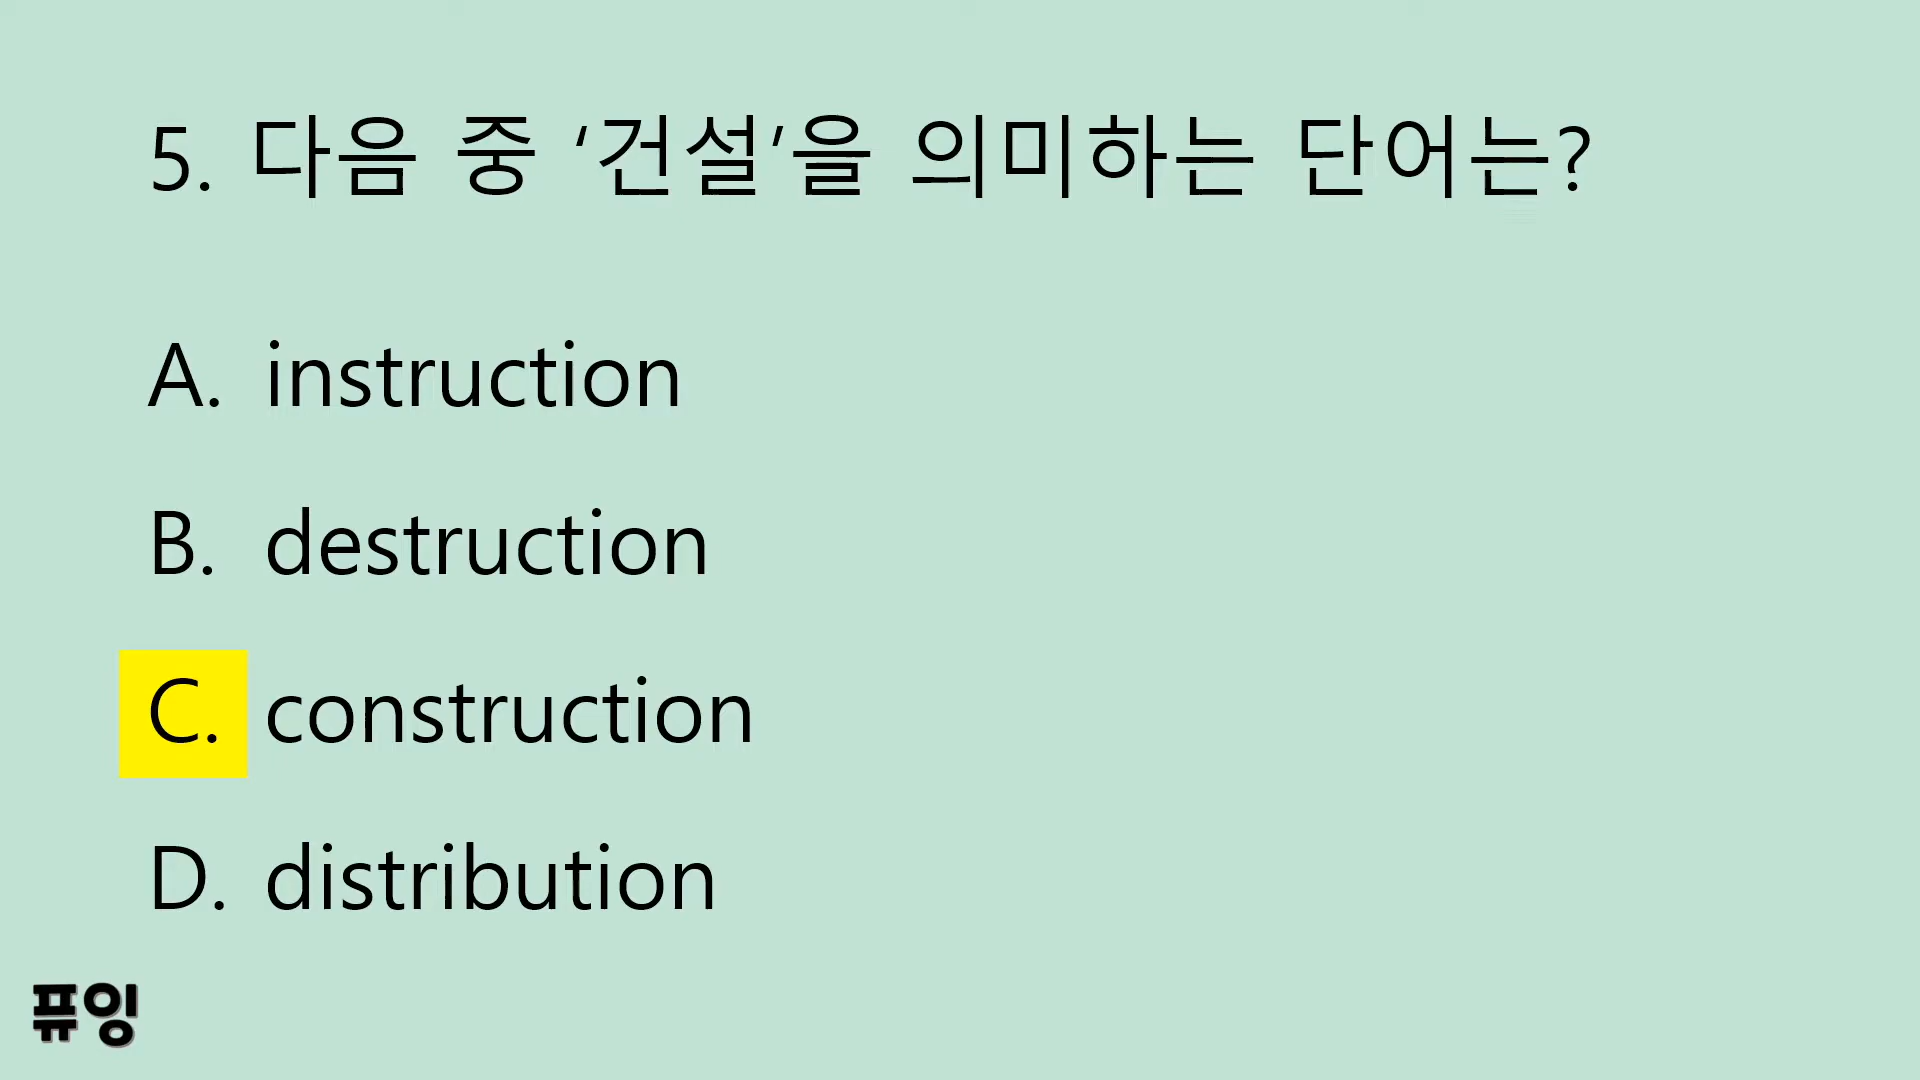 5. 다음 중 ‘건설’을 의미하는 단어는?
A. instruction
B. destruction
C. construction
D. distribution
퓨잉